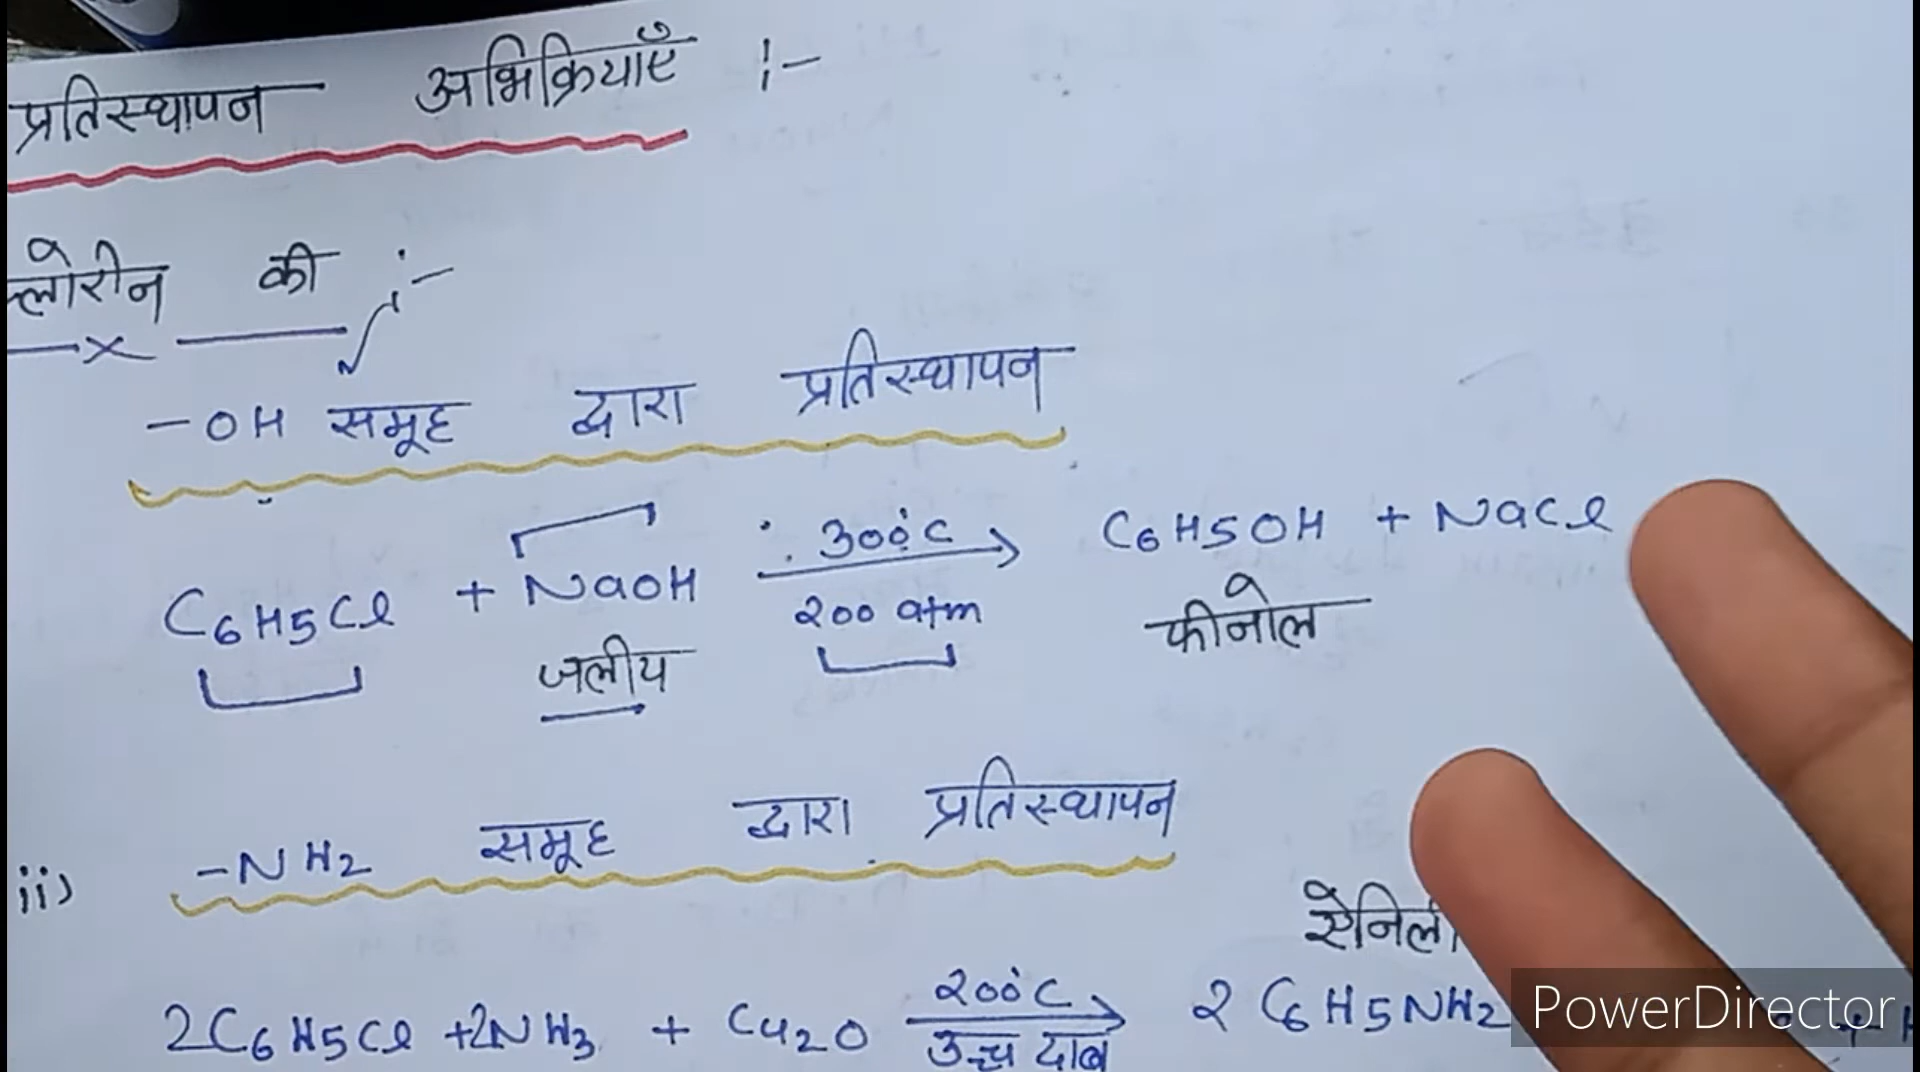 प्रतिस्थापन अभिक्रियाएँ :-
क्लोरीन की :-
-OH समूह द्वारा प्रतिस्थापन
C6H5Cl + NaOH 300°C C6H5OH + NaCl
जलीय 200 atm फीनोल
ii) -NH2 समूह द्वारा प्रतिस्थापन
2C6H5Cl +2NH3 + Cu2O २००°C 2 C6H5NH2
उच्च दाब
PowerDirector